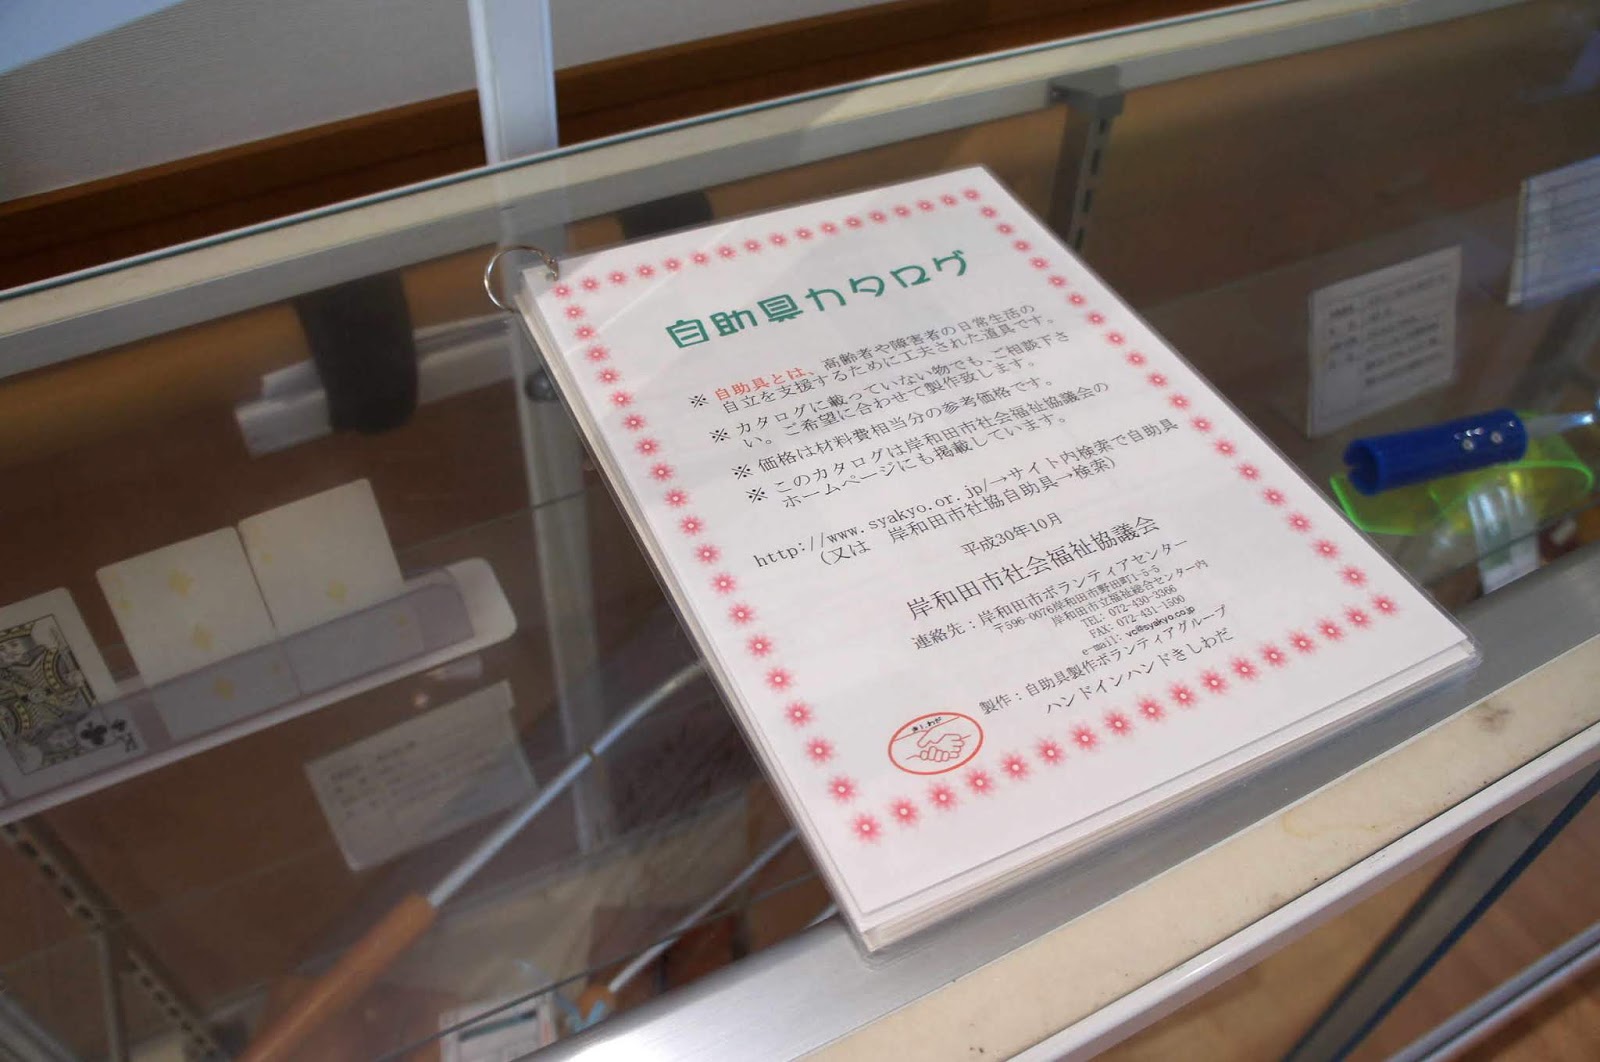 自助具カタログ
※ 自助具とは、高齢者や障害者の日常生活の
自立を支援するために工夫された道具です。
※ カタログに載っていない物でも、ご相談下さ
い。ご希望に合わせて製作致します。
※ 価格は材料費相当分の参考価格です。
※ このカタログは岸和田市社会福祉協議会の
ホームページにも掲載しています。
http://www.syakyo.or.jp/→サイト内検索で自助具
(又は 岸和田市社協自助具→検索)
平成30年10月
岸和田市社会福祉協議会
連絡先：岸和田市ボランティアセンター
〒596-0076岸和田市野田町1-5-5
岸和田市立福祉総合センター内
TEL: 072-430-3366
FAX: 072-431-1500
e-mail: vc@syakyo.or.jp
製作：自助具製作ボランティアグループ
ハンドインハンドきしわだ
きしわだ
K